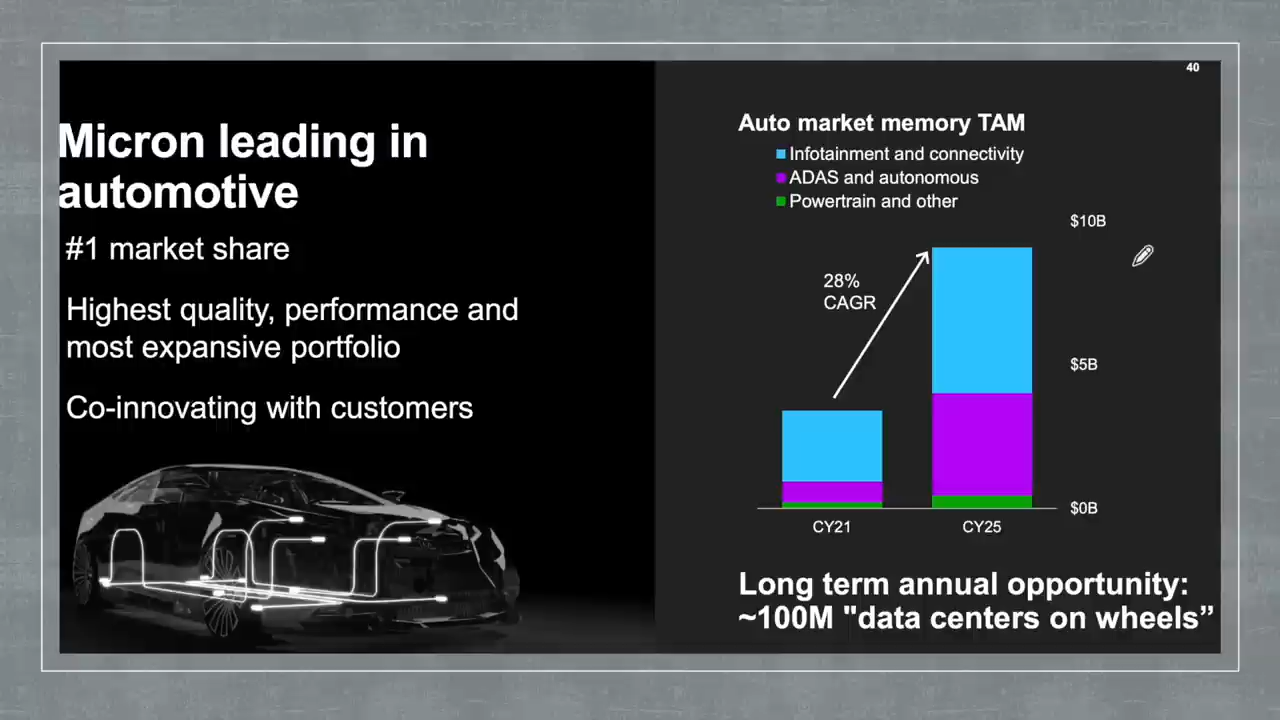 40
Micron leading in
automotive
#1 market share
Highest quality, performance and
most expansive portfolio
Co-innovating with customers
Auto market memory TAM
Infotainment and connectivity
ADAS and autonomous
Powertrain and other
$10B
28%
CAGR
$5B
$0B
CY21
CY25
Long term annual opportunity:
~100M "data centers on wheels”